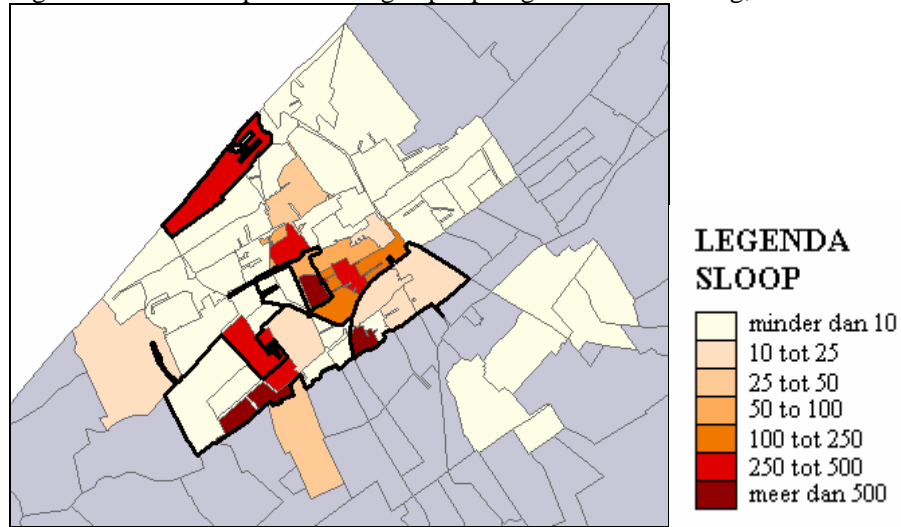 LEGENDA
SLOOP
minder dan 10
10 tot 25
25 tot 50
50 to 100
100 tot 250
250 tot 500
meer dan 500